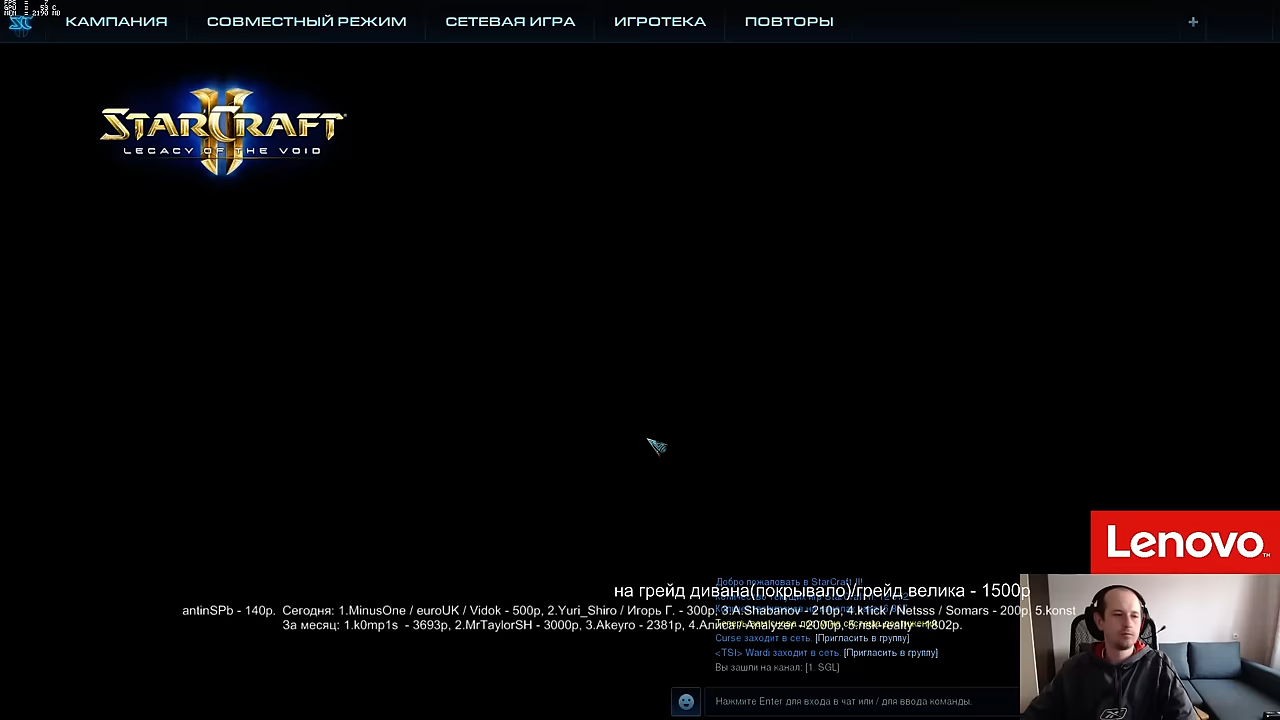 КАМПАНИЯ СОВМЕСТНЫЙ РЕЖИМ СЕТЕВАЯ ИГРА ИГРОТЕКА ПОВТОРЫ
STARCRAFT II
LEGACY OF THE VOID
Lenovo TM
Добро пожаловать в StarCraft II!
на грейд дивана(покрывало)/грейд велика - 1500р
antinSPb - 140р. Сегодня: 1.MinusOne / euroUK / Vidok - 500р, 2.Yuri_Shiro / Игорь Г. - 300р, 3.A Shabanov - 210р, 4.k1ick / Netsss / Somars - 200р, 5.konst
За месяц: 1.k0mp1s - 3693р, 2.MrTaylorSH - 3000р, 3.Akeyro - 2381р, 4.Алиса / Analyzer - 2000р, 5.risk-realty - 1802р.
Curse заходит в сеть. [Пригласить в группу]
<TSI> Wardi заходит в сеть. [Пригласить в группу]
Вы зашли на канал: [1. SGL]
Нажмите Enter для входа в чат или / для ввода команды.